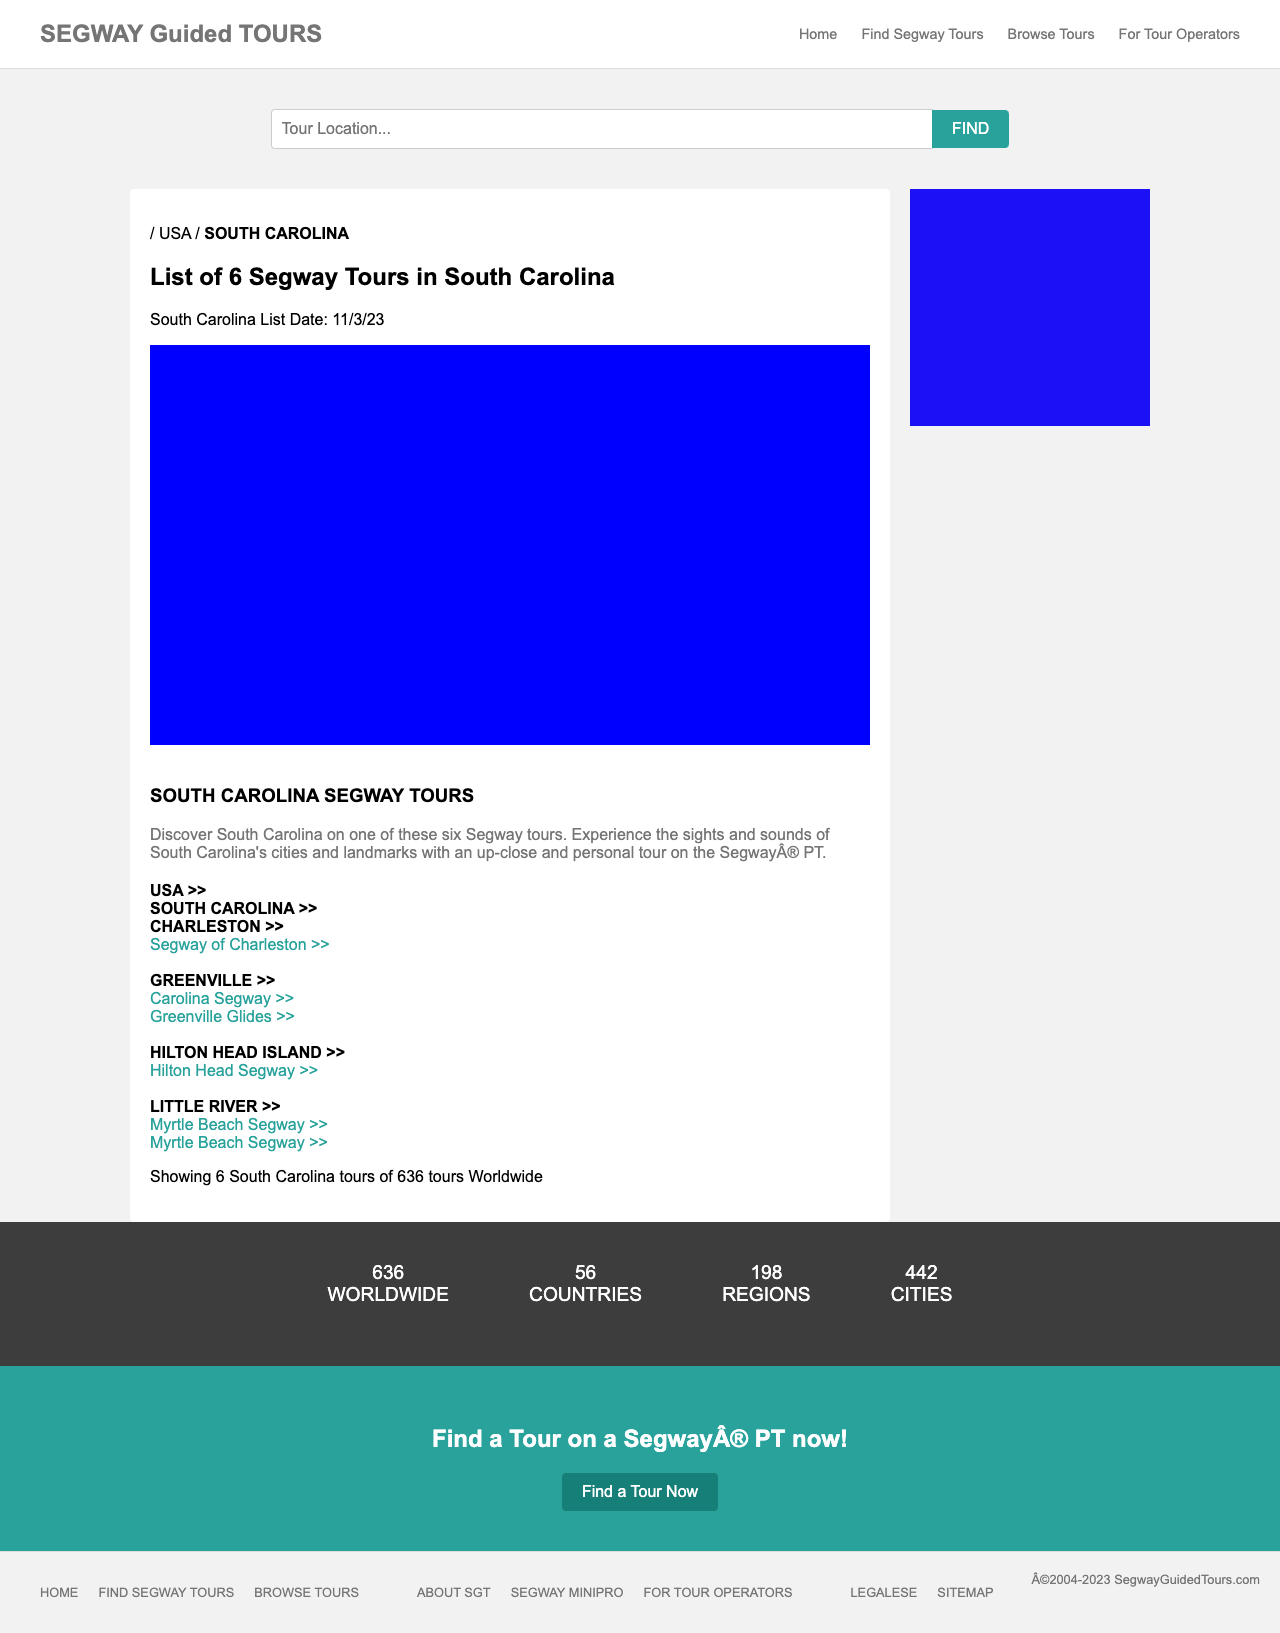 SEGWAY Guided TOURS
Home Find Segway Tours Browse Tours For Tour Operators
Tour Location...
FIND
/ USA / SOUTH CAROLINA
List of 6 Segway Tours in South Carolina
South Carolina List Date: 11/3/23
SOUTH CAROLINA SEGWAY TOURS
Discover South Carolina on one of these six Segway tours. Experience the sights and sounds of
South Carolina's cities and landmarks with an up-close and personal tour on the SegwayÂ® PT.
USA >>
SOUTH CAROLINA >>
CHARLESTON >>
Segway of Charleston >>
GREENVILLE >>
Carolina Segway >>
Greenville Glides >>
HILTON HEAD ISLAND >>
Hilton Head Segway >>
LITTLE RIVER >>
Myrtle Beach Segway >>
Myrtle Beach Segway >>
Showing 6 South Carolina tours of 636 tours Worldwide
636
WORLDWIDE
56
COUNTRIES
198
REGIONS
442
CITIES
Find a Tour on a SegwayÂ® PT now!
Find a Tour Now
HOME FIND SEGWAY TOURS BROWSE TOURS
ABOUT SGT SEGWAY MINIPRO FOR TOUR OPERATORS
LEGALESE SITEMAP
Â©2004-2023 SegwayGuidedTours.com